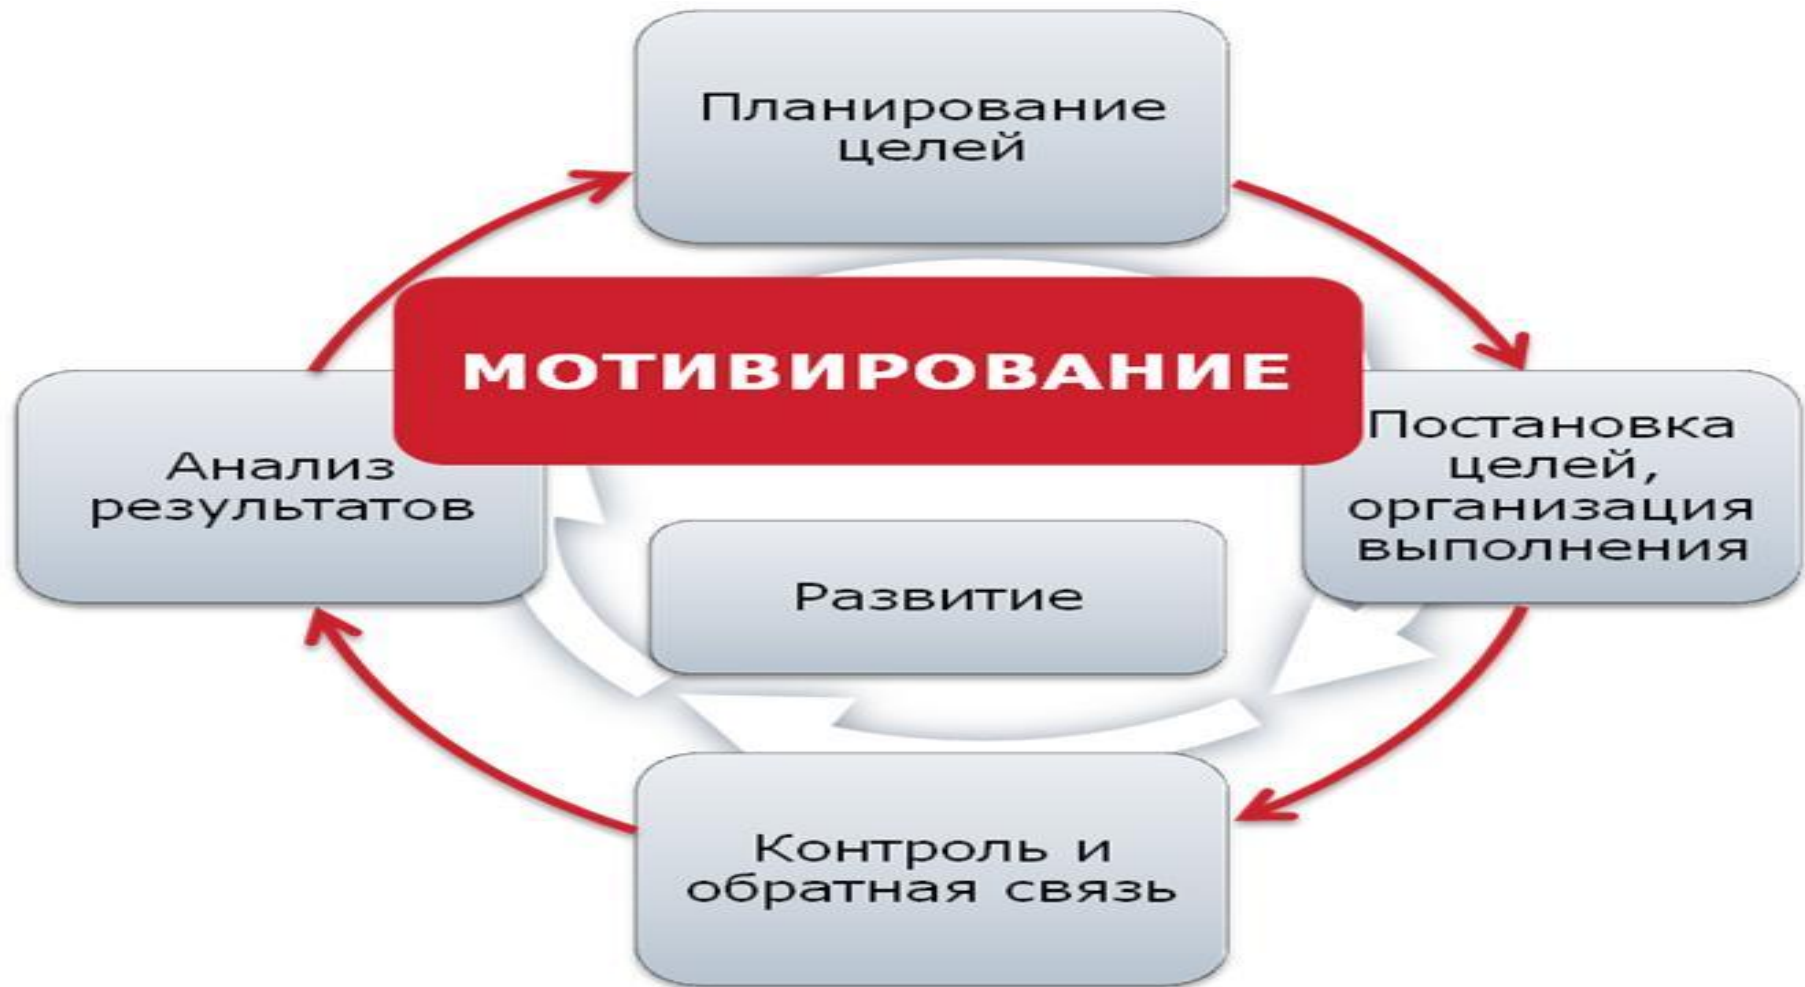 Планирование
целей
МОТИВИРОВАНИЕ
Анализ
результатов
Постановка
целей,
организация
выполнения
Развитие
Контроль и
обратная связь